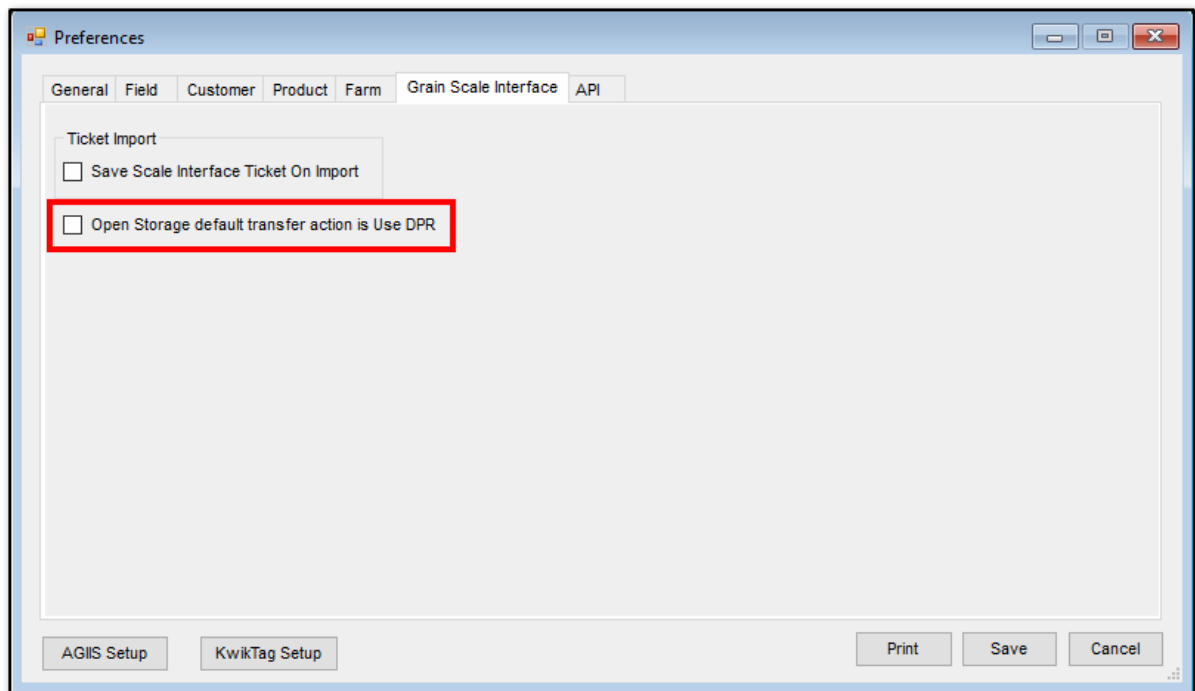 Preferences
General Field Customer Product Farm Grain Scale Interface API
Ticket Import
Save Scale Interface Ticket On Import
Open Storage default transfer action is Use DPR
AGIIS Setup KwikTag Setup Print Save Cancel